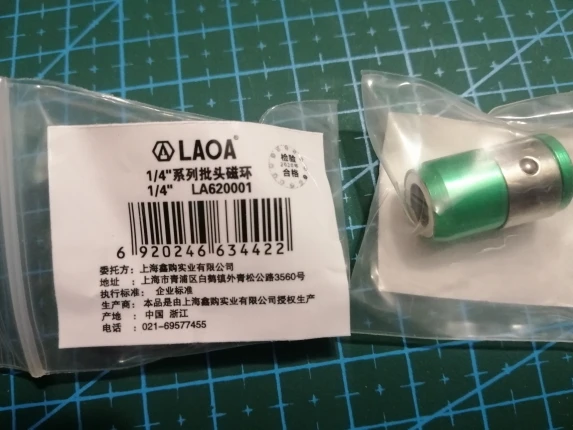 LAOA®
检验
合格
1/4"系列批头磁环
1/4" LA620001
6 920246 634422
委托方：上海鑫购实业有限公司
地址 ：上海市青浦区白鹤镇外青松公路3560号
执行标准： 企业标准
生产商：本品是由上海鑫购实业有限公司授权生产
产地 ：中国 浙江
电话 ：021-69577455